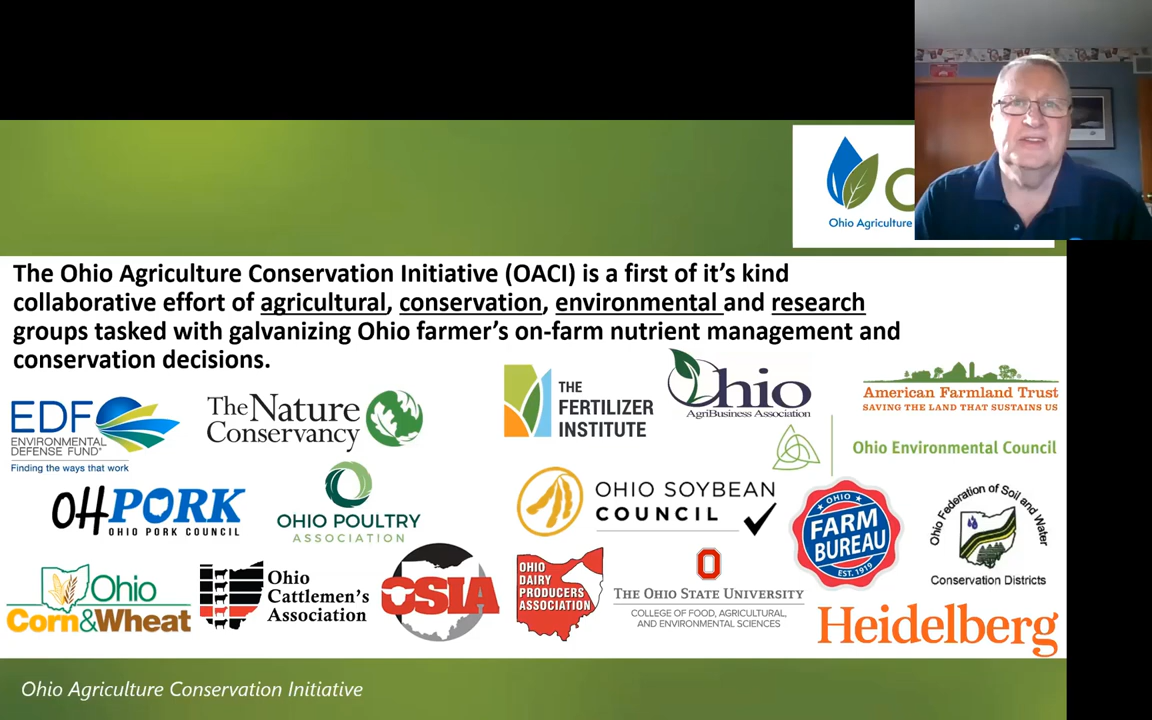 Ohio Agriculture
The Ohio Agriculture Conservation Initiative (OACI) is a first of it's kind
collaborative effort of agricultural, conservation, environmental and research
groups tasked with galvanizing Ohio farmer's on-farm nutrient management and
conservation decisions.
EDF
ENVIRONMENTAL
DEFENSE FUND®
Finding the ways that work
The Nature
Conservancy
THE
FERTILIZER
INSTITUTE
Ohio
AgriBusiness Association
American Farmland Trust
SAVING THE LAND THAT SUSTAINS US
Ohio Environmental Council
OHPORK
OHIO PORK COUNCIL
OHIO POULTRY
ASSOCIATION
OHIO SOYBEAN
COUNCIL
OHIO
FARM
BUREAU
EST. 1919
Ohio Federation of Soil and Water
Conservation Districts
Ohio
Corn&Wheat
Ohio
Cattlemen's
Association
OSIA
OHIO
DAIRY
PRODUCERS
ASSOCIATION
THE OHIO STATE UNIVERSITY
COLLEGE OF FOOD, AGRICULTURAL,
AND ENVIRONMENTAL SCIENCES
Heidelberg
Ohio Agriculture Conservation Initiative